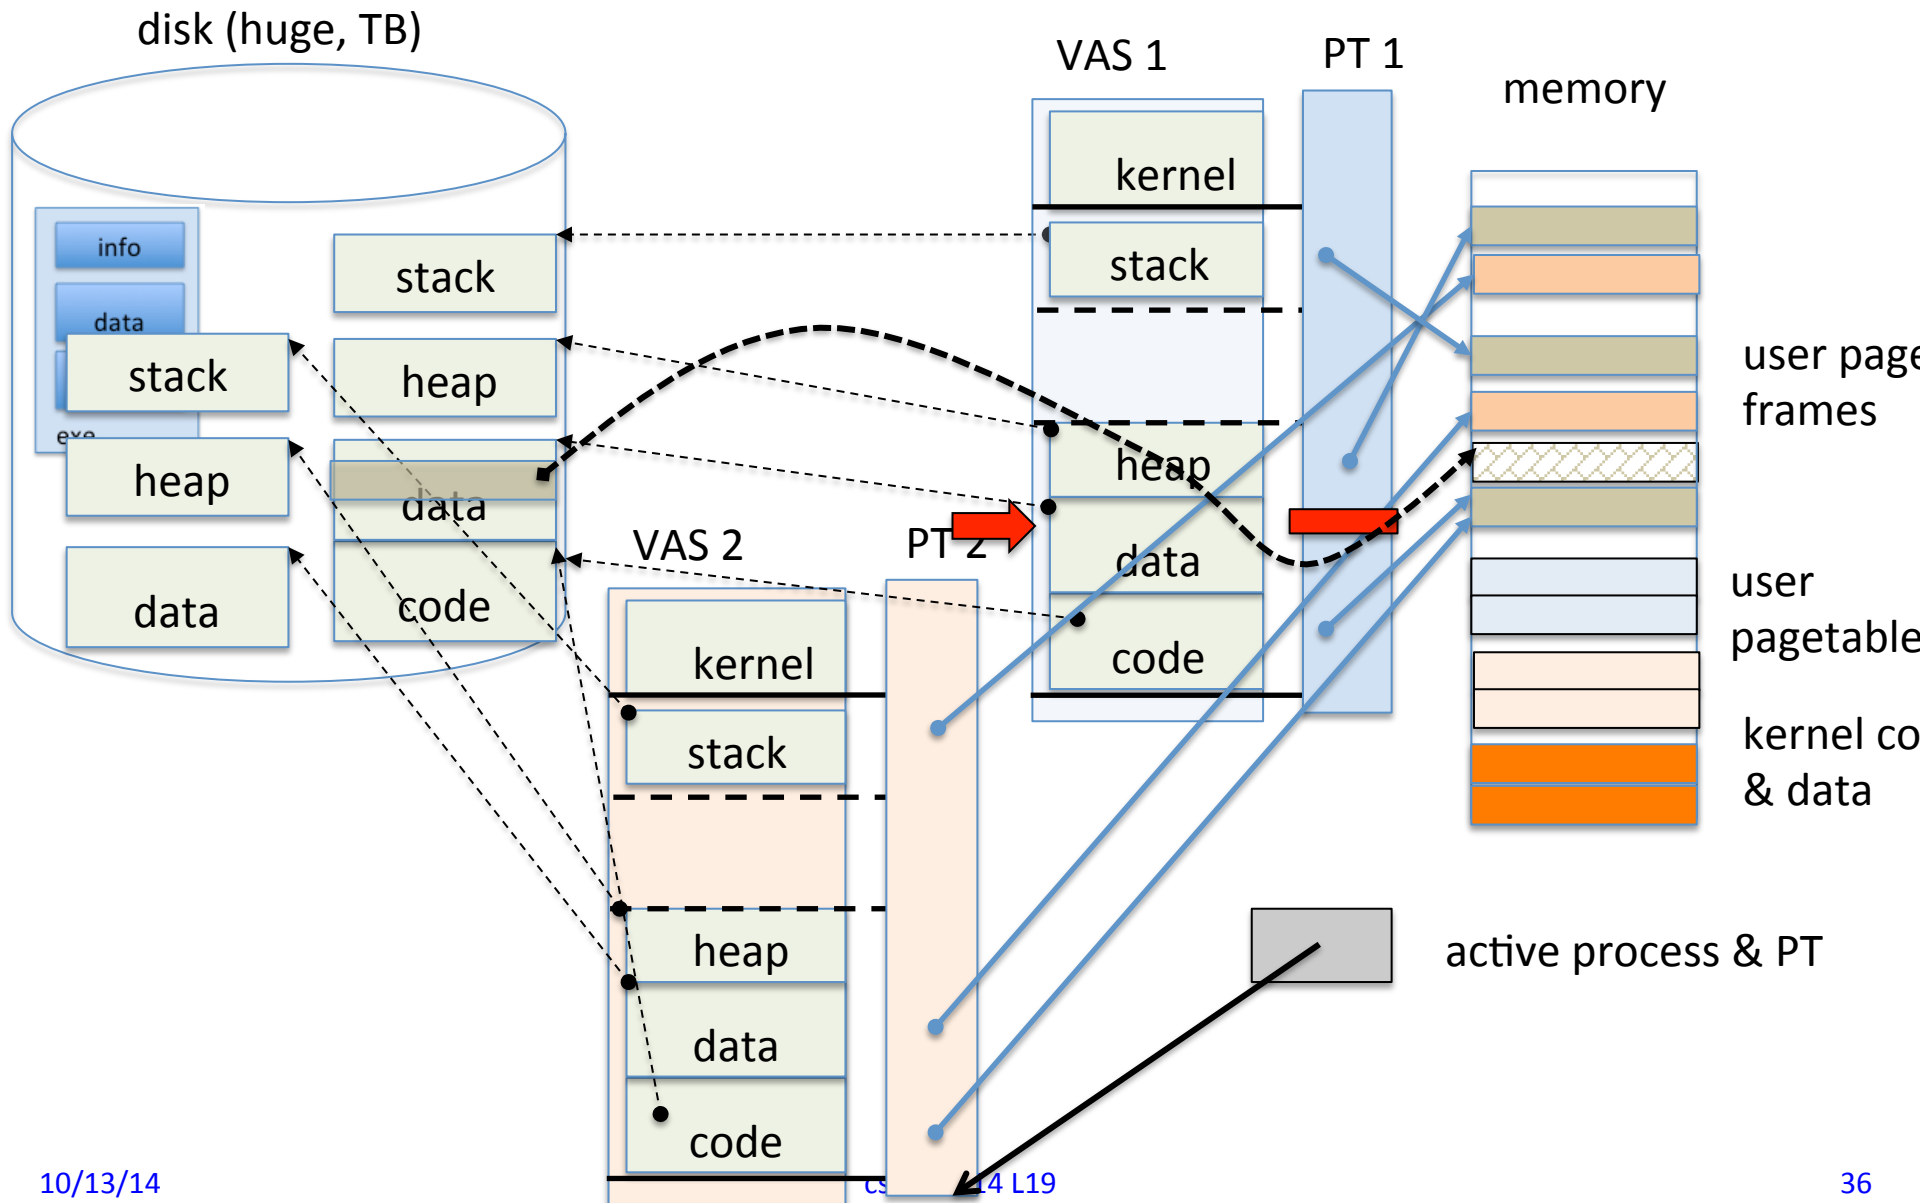 disk (huge, TB)
VAS 1
PT 1
memory
kernel
info
stack
stack
data
stack
heap
user page
frames
exe
heap
heap
data
VAS 2
PT 2
data
user
pagetable
data
code
kernel
code
kernel co
& data
stack
heap
active process & PT
data
code
10/13/14
14 L19
36